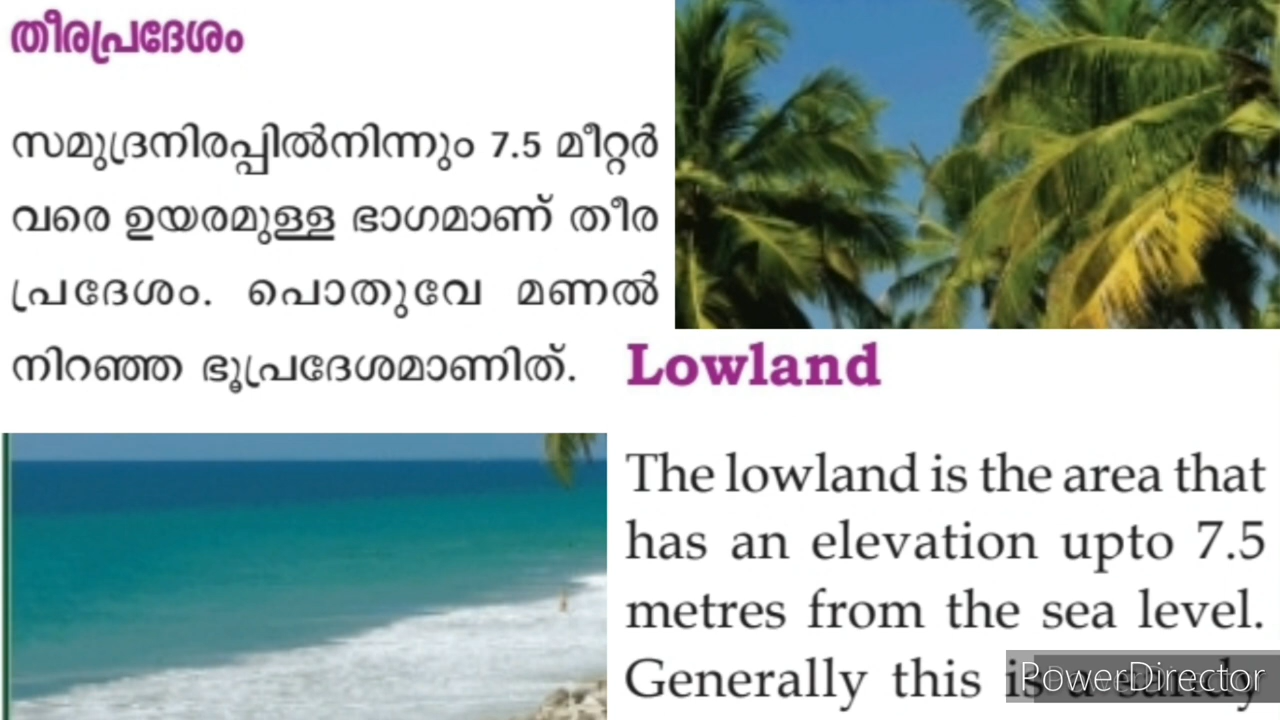 തീരപ്രദേശം
സമുദ്രനിരപ്പിൽനിന്നും 7.5 മീറ്റർ
വരെ ഉയരമുള്ള ഭാഗമാണ് തീര
പ്രദേശം. പൊതുവേ മണൽ
നിറഞ്ഞ ഭൂപ്രദേശമാണിത്.
Lowland
The lowland is the area that
has an elevation upto 7.5
metres from the sea level.
Generally this is a sandy
PowerDirector